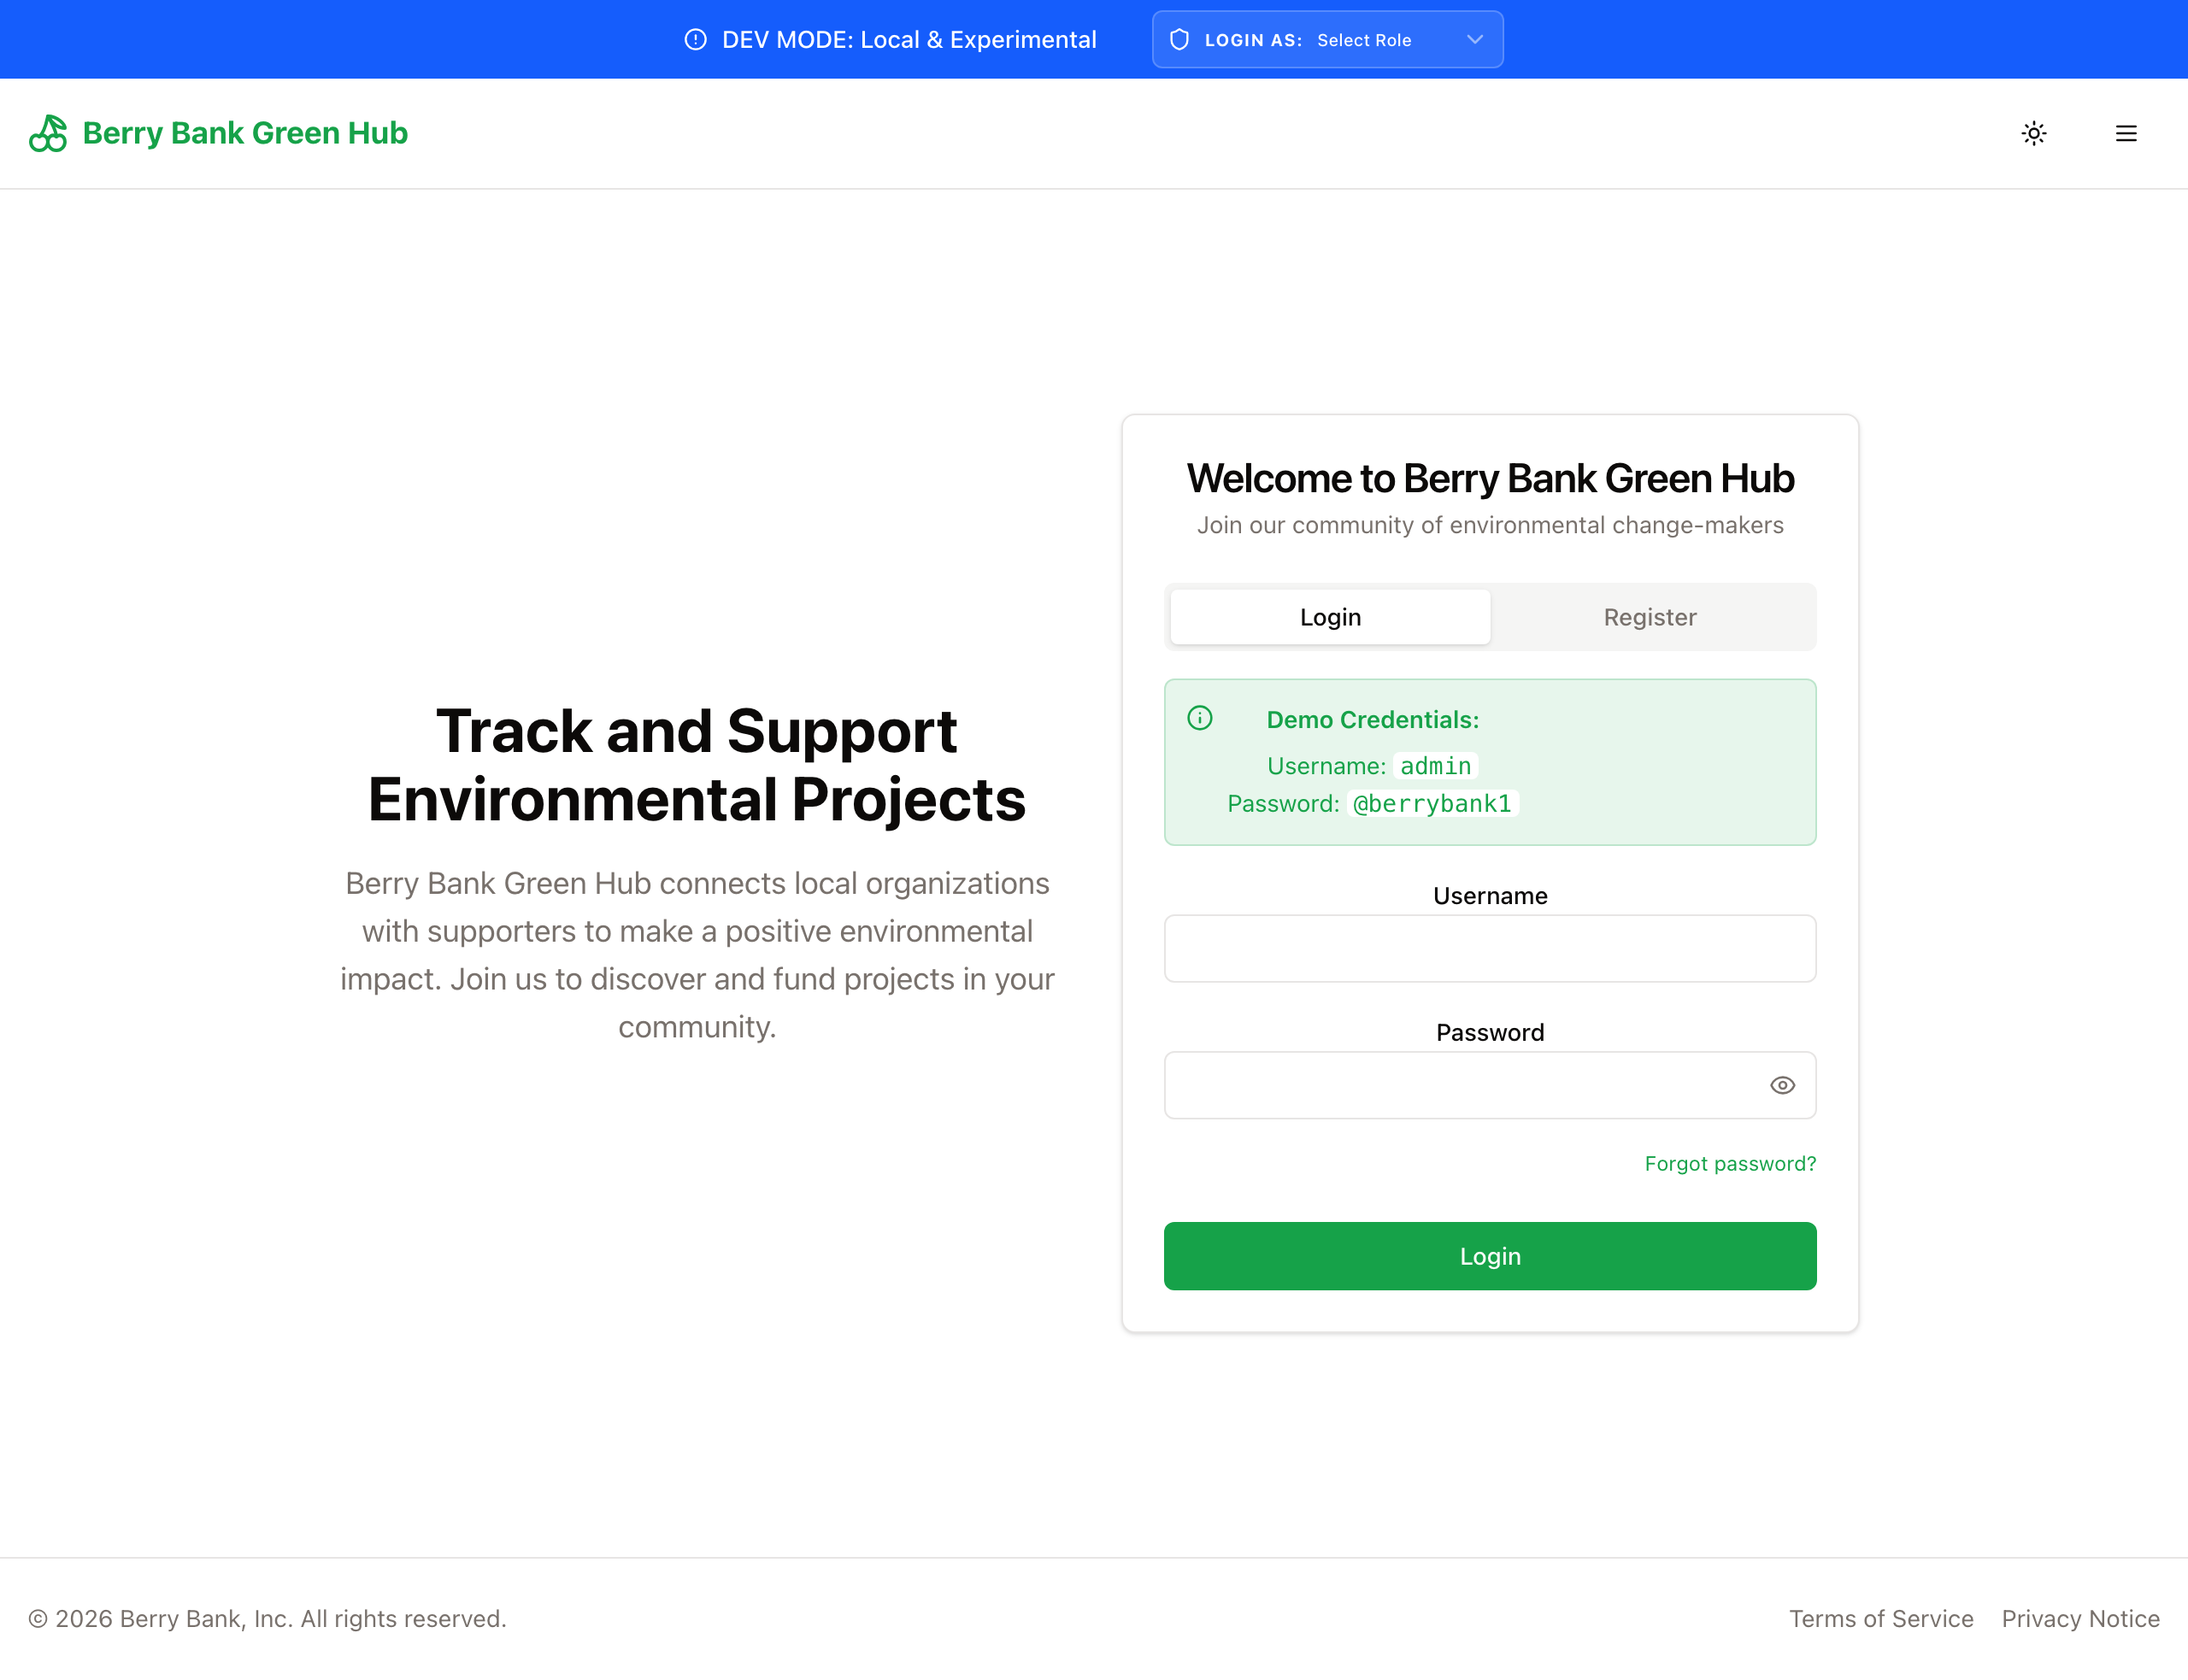 DEV MODE: Local & Experimental
LOGIN AS: Select Role
Berry Bank Green Hub
Track and Support
Environmental Projects
Berry Bank Green Hub connects local organizations
with supporters to make a positive environmental
impact. Join us to discover and fund projects in your
community.
Welcome to Berry Bank Green Hub
Join our community of environmental change-makers
Login
Register
Demo Credentials:
Username: admin
Password: @berrybank1
Username
Password
Forgot password?
Login
© 2026 Berry Bank, Inc. All rights reserved.
Terms of Service
Privacy Notice